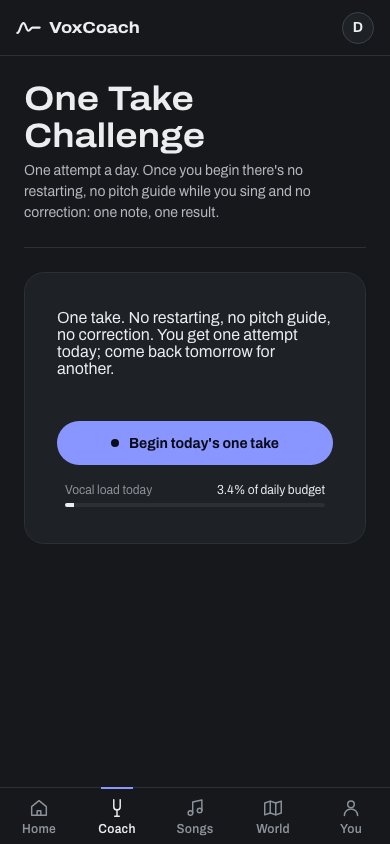 VoxCoach
D
One Take
Challenge
One attempt a day. Once you begin there's no
restarting, no pitch guide while you sing and no
correction: one note, one result.
One take. No restarting, no pitch guide,
no correction. You get one attempt
today; come back tomorrow for
another.
Begin today's one take
Vocal load today 3.4% of daily budget
Home Coach Songs World You